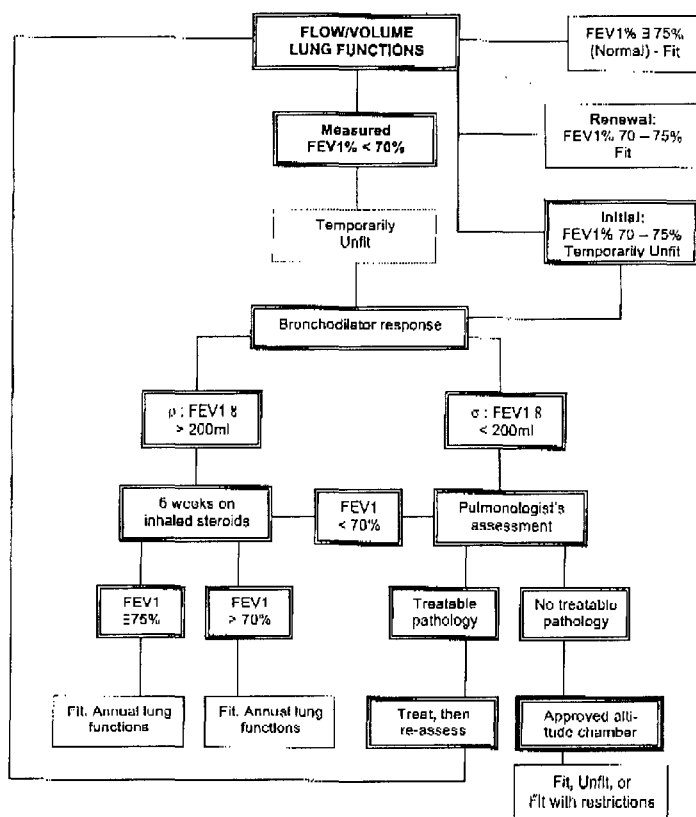 FLOW/VOLUME
LUNG FUNCTIONS
FEV1% ∃ 75%
(Normal) - Fit
Measured
FEV1% < 70%
Renewal:
FEV1% 70 – 75%
Fit
Temporarily
Unfit
Initial:
FEV1% 70 – 75%
Temporarily Unfit
Bronchodilator response
ρ : FEV1 8
> 200ml
σ : FEV1 8
< 200ml
6 weeks on
inhaled steroids
FEV1
< 70%
Pulmonologist's
assessment
FEV1
∃75%
FEV1
> 70%
Treatable
pathology
No treatable
pathology
Fit. Annual lung
functions
Fit. Annual lung
functions
Treat, then
re-assess
Approved alti-
tude chamber
Fit, Unfit, or
Fit with restrictions